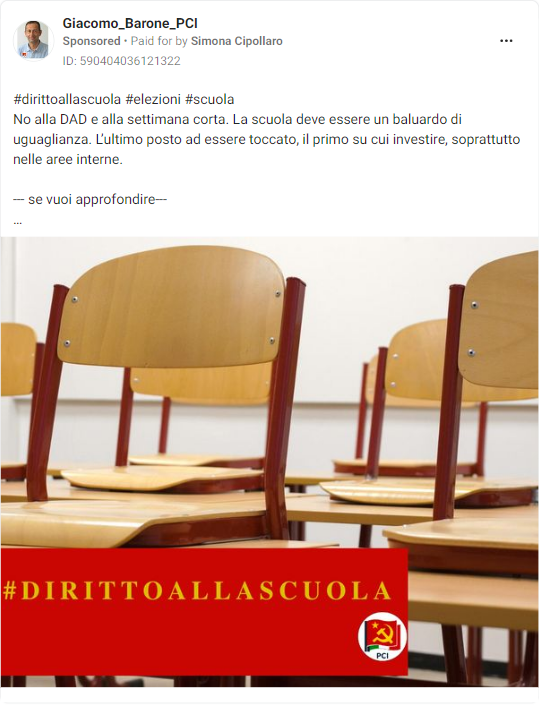 Giacomo_Barone_PCI
Sponsored • Paid for by Simona Cipollaro
ID: 590404036121322
#dirittoallascuola #elezioni #scuola
No alla DAD e alla settimana corta. La scuola deve essere un baluardo di
uguaglianza. L'ultimo posto ad essere toccato, il primo su cui investire, soprattutto
nelle aree interne.
--- se vuoi approfondire---
...
#DIRITTOALLASCUOLA
PCI